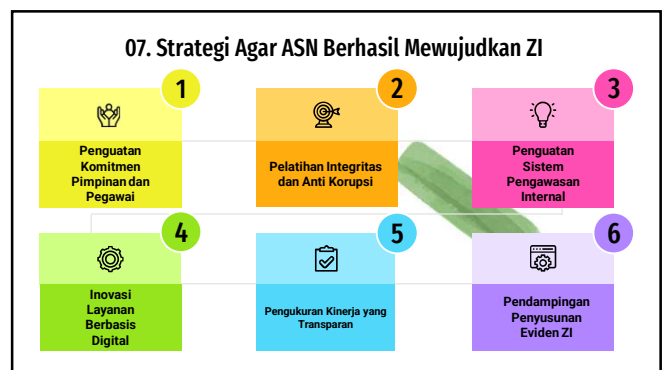 07. Strategi Agar ASN Berhasil Mewujudkan ZI
1
Penguatan
Komitmen
Pimpinan dan
Pegawai
2
Pelatihan Integritas
dan Anti Korupsi
3
Penguatan
Sistem
Pengawasan
Internal
4
Inovasi
Layanan
Berbasis
Digital
5
Pengukuran Kinerja yang
Transparan
6
Pendampingan
Penyusunan
Eviden ZI